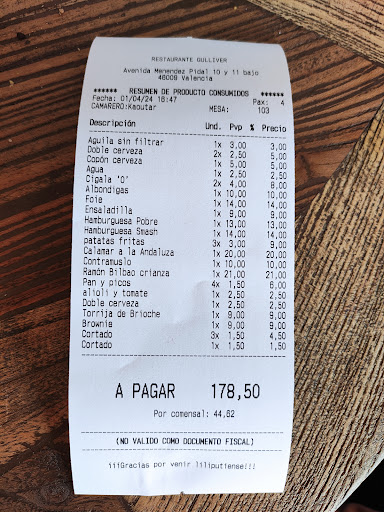 RESTAURANTE GULLIVER
Avenida Menendez Pidal 10 y 11 bajo
46009 Valencia
****** RESUMEN DE PRODUCTO CONSUMIDOS ******
Fecha: 01/04/24 16:47 Pax: 4
CAMARERO:Kaoutar MESA: 103
Descripción Und. Pvp % Precio
Aguila sin filtrar 1x 3,00 3,00
Doble cerveza 2x 2,50 5,00
Copón cerveza 1x 5,00 5,00
Agua 1x 2,50 2,50
Cigala '0' 2x 4,00 8,00
Albondigas 1x 10,00 10,00
Foie 1x 14,00 14,00
Ensaladilla 1x 9,00 9,00
Hamburguesa Pobre 1x 13,00 13,00
Hamburguesa Smash 1x 14,00 14,00
patatas fritas 3x 3,00 9,00
Calamar a la Andaluza 1x 20,00 20,00
Contramuslo 1x 10,00 10,00
Ramón Bilbao crianza 1x 21,00 21,00
Pan y picos 4x 1,50 6,00
alioli y tomate 1x 2,50 2,50
Doble cerveza 1x 2,50 2,50
Torrija de Brioche 1x 9,00 9,00
Brownie 1x 9,00 9,00
Cortado 3x 1,50 4,50
Cortado 1x 1,50 1,50
A PAGAR 178,50
Por comensal: 44,62
(NO VALIDO COMO DOCUMENTO FISCAL)
¡¡¡Gracias por venir liliputiense!!!